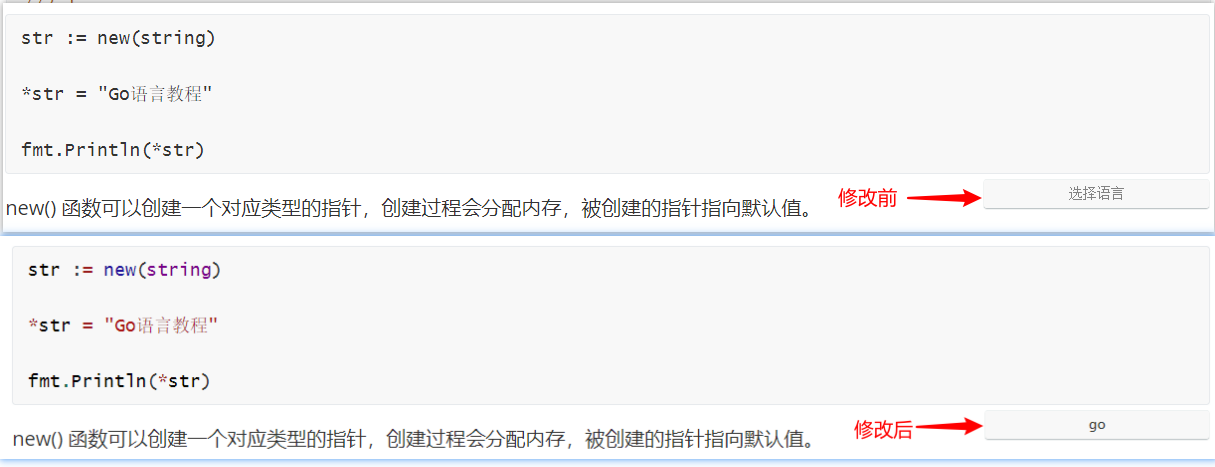 str := new(string)
*str = "Go语言教程"
fmt.Println(*str)
选择语言
修改前
new() 函数可以创建一个对应类型的指针，创建过程会分配内存，被创建的指针指向默认值。
str := new(string)
*str = "Go语言教程"
fmt.Println(*str)
go
修改后
new() 函数可以创建一个对应类型的指针，创建过程会分配内存，被创建的指针指向默认值。